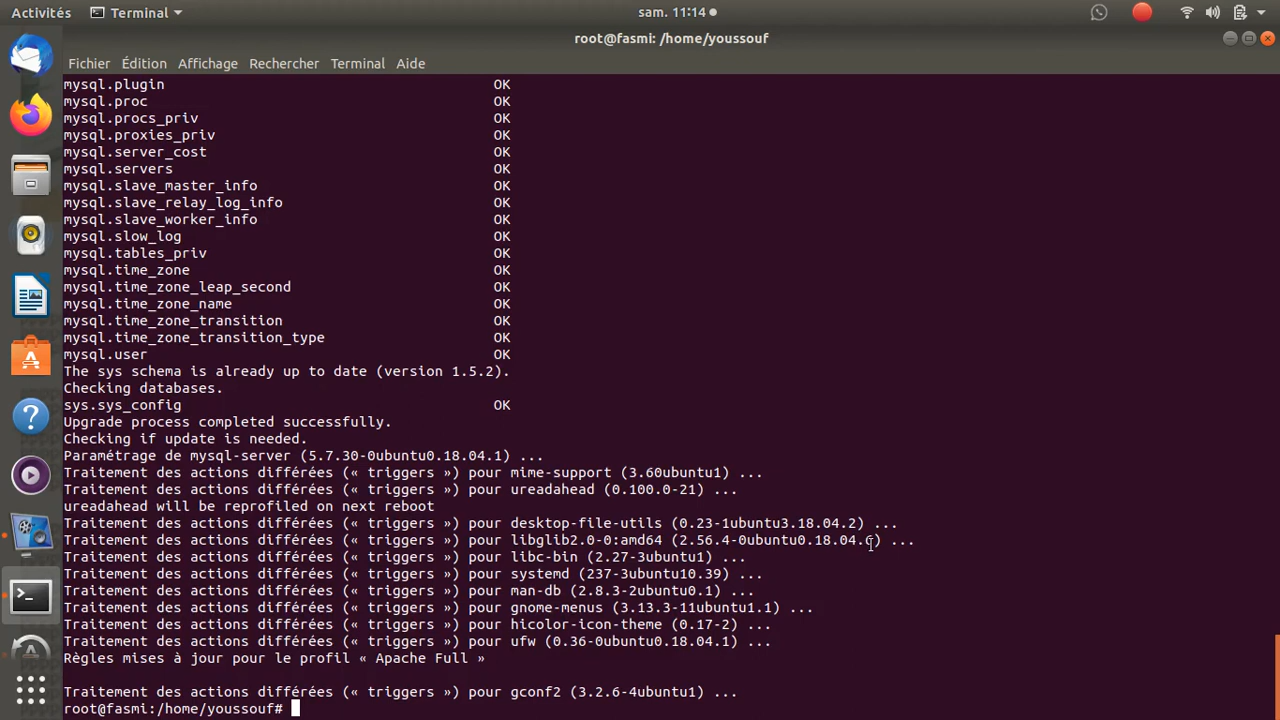 Activités
Terminal
sam. 11:14
root@fasmi: /home/youssouf
Fichier Édition Affichage Rechercher Terminal Aide
mysql.plugin OK
mysql.proc OK
mysql.procs_priv OK
mysql.proxies_priv OK
mysql.server_cost OK
mysql.servers OK
mysql.slave_master_info OK
mysql.slave_relay_log_info OK
mysql.slave_worker_info OK
mysql.slow_log OK
mysql.tables_priv OK
mysql.time_zone OK
mysql.time_zone_leap_second OK
mysql.time_zone_name OK
mysql.time_zone_transition OK
mysql.time_zone_transition_type OK
mysql.user OK
The sys schema is already up to date (version 1.5.2).
Checking databases.
sys.sys_config OK
Upgrade process completed successfully.
Checking if update is needed.
Paramétrage de mysql-server (5.7.30-0ubuntu0.18.04.1) ...
Traitement des actions différées (« triggers ») pour mime-support (3.60ubuntu1) ...
Traitement des actions différées (« triggers ») pour ureadahead (0.100.0-21) ...
ureadahead will be reprofiled on next reboot
Traitement des actions différées (« triggers ») pour desktop-file-utils (0.23-1ubuntu3.18.04.2) ...
Traitement des actions différées (« triggers ») pour libglib2.0-0:amd64 (2.56.4-0ubuntu0.18.04.6) ...
Traitement des actions différées (« triggers ») pour libc-bin (2.27-3ubuntu1) ...
Traitement des actions différées (« triggers ») pour systemd (237-3ubuntu10.39) ...
Traitement des actions différées (« triggers ») pour man-db (2.8.3-2ubuntu0.1) ...
Traitement des actions différées (« triggers ») pour gnome-menus (3.13.3-11ubuntu1.1) ...
Traitement des actions différées (« triggers ») pour hicolor-icon-theme (0.17-2) ...
Traitement des actions différées (« triggers ») pour ufw (0.36-0ubuntu0.18.04.1) ...
Règles mises à jour pour le profil « Apache Full »
Traitement des actions différées (« triggers ») pour gconf2 (3.2.6-4ubuntu1) ...
root@fasmi:/home/youssouf#